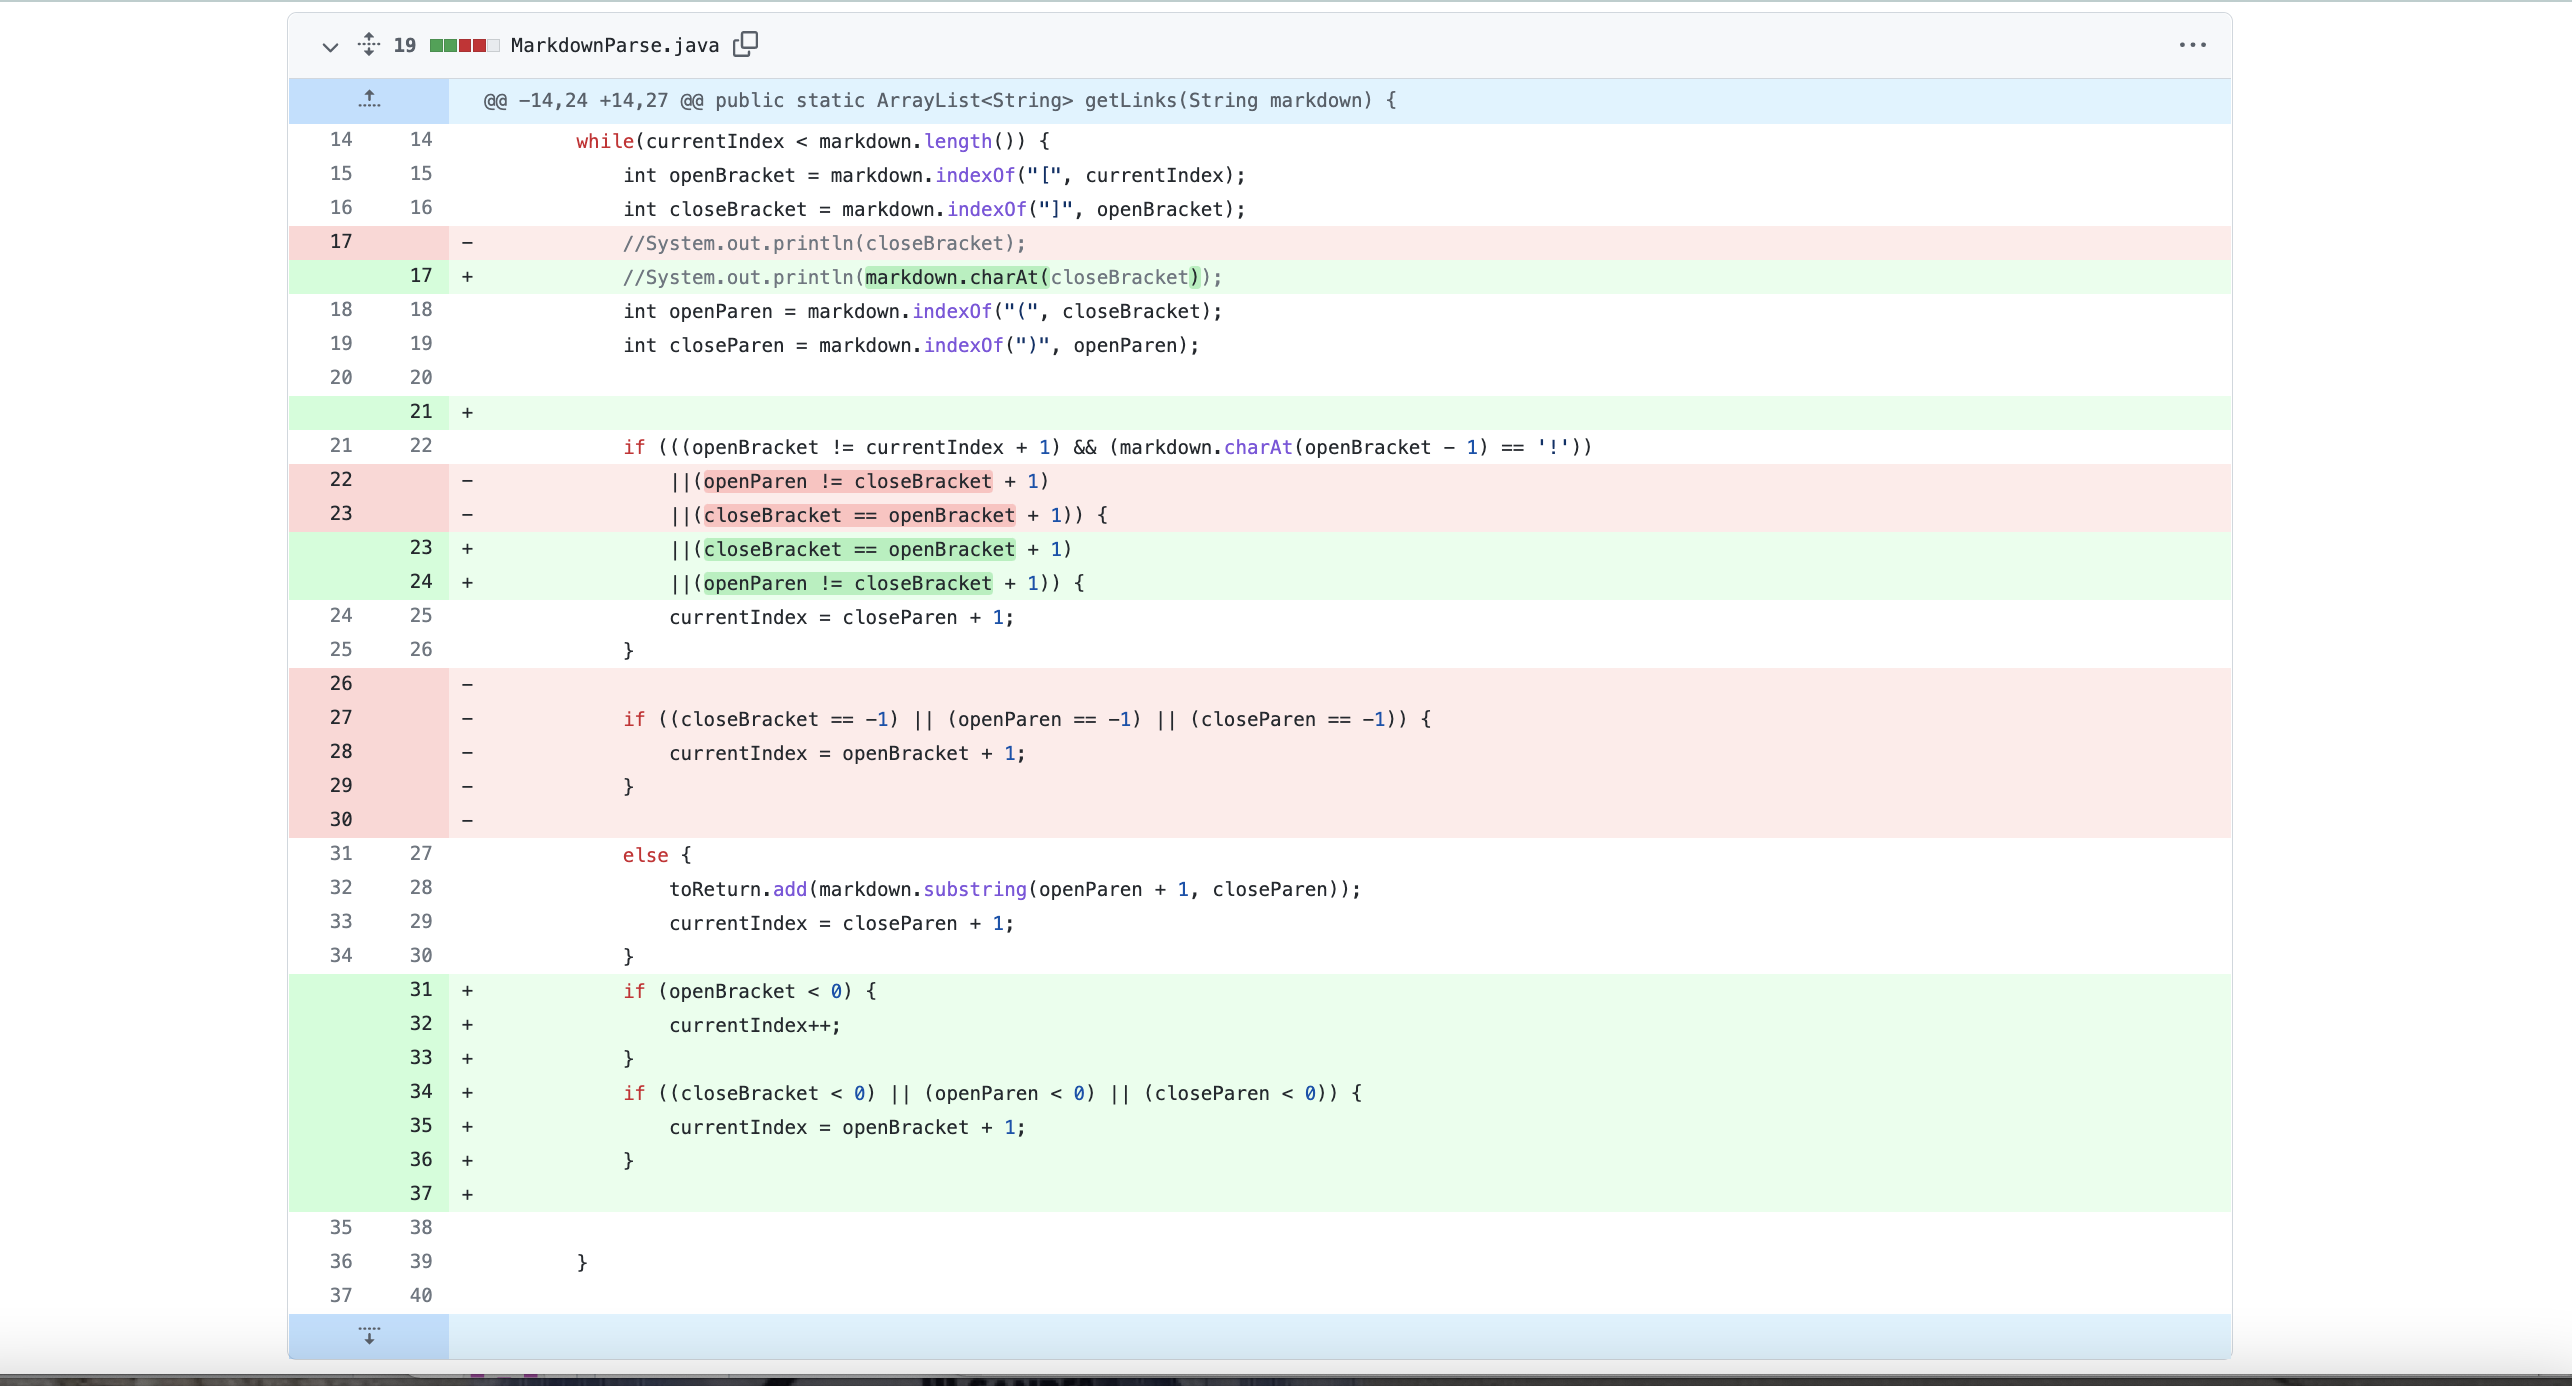 19 MarkdownParse.java
@@ -14,24 +14,27 @@ public static ArrayList<String> getLinks(String markdown) {
14 14 while(currentIndex < markdown.length()) {
15 15 int openBracket = markdown.indexOf("[", currentIndex);
16 16 int closeBracket = markdown.indexOf("]", openBracket);
17 - //System.out.println(closeBracket);
17 + //System.out.println(markdown.charAt(closeBracket));
18 18 int openParen = markdown.indexOf("(", closeBracket);
19 19 int closeParen = markdown.indexOf(")", openParen);
20 20
21 +
21 22 if (((openBracket != currentIndex + 1) && (markdown.charAt(openBracket - 1) == '!'))
22 - ||(openParen != closeBracket + 1)
23 - ||(closeBracket == openBracket + 1)) {
23 + ||(closeBracket == openBracket + 1)
24 + ||(openParen != closeBracket + 1)) {
24 25 currentIndex = closeParen + 1;
25 26 }
26 -
27 - if ((closeBracket == -1) || (openParen == -1) || (closeParen == -1)) {
28 - currentIndex = openBracket + 1;
29 - }
30 -
31 27 else {
32 28 toReturn.add(markdown.substring(openParen + 1, closeParen));
33 29 currentIndex = closeParen + 1;
34 30 }
31 + if (openBracket < 0) {
32 + currentIndex++;
33 + }
34 + if ((closeBracket < 0) || (openParen < 0) || (closeParen < 0)) {
35 + currentIndex = openBracket + 1;
36 + }
37 +
35 38
36 39 }
37 40